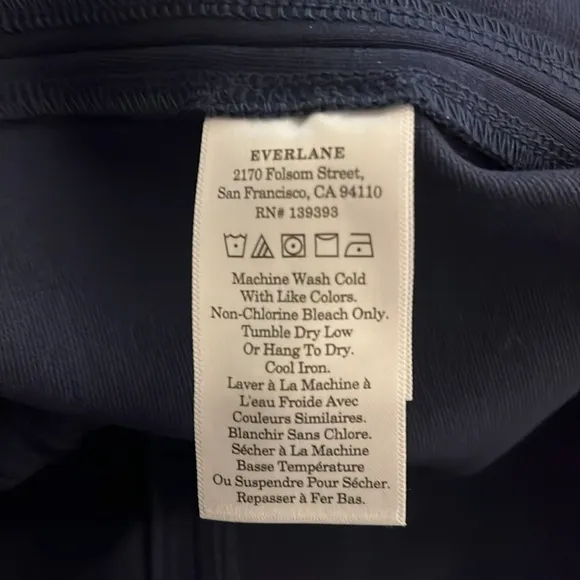 EVERLANE
2170 Folsom Street,
San Francisco, CA 94110
RN# 139393
Machine Wash Cold
With Like Colors.
Non-Chlorine Bleach Only.
Tumble Dry Low
Or Hang To Dry.
Cool Iron.
Laver à La Machine à
L'eau Froide Avec
Couleurs Similaires.
Blanchir Sans Chlore.
Sécher à La Machine
Basse Température
Ou Suspendre Pour Sécher.
Repasser à Fer Bas.